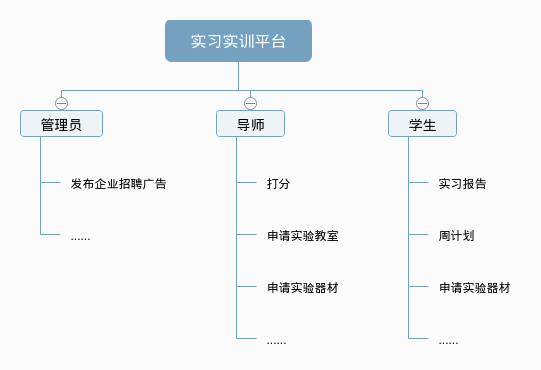 实习实训平台
管理员
导师
学生
发布企业招聘广告
打分
实习报告
......
申请实验教室
周计划
申请实验器材
申请实验器材
......
......